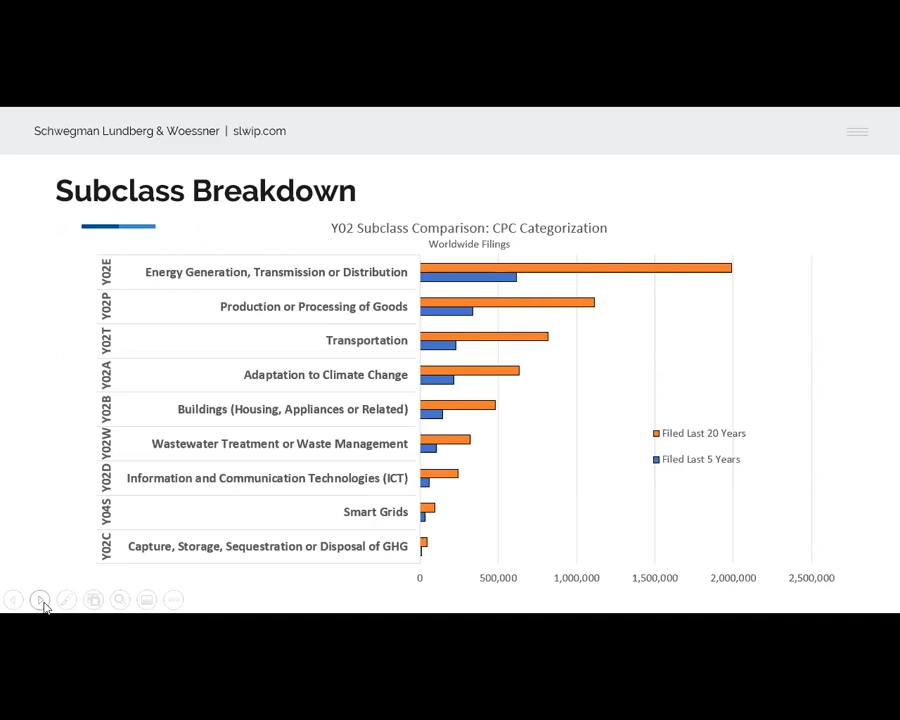 Schwegman Lundberg & Woessner | slwip.com
Subclass Breakdown
Y02 Subclass Comparison: CPC Categorization
Worldwide Filings
Y02E Energy Generation, Transmission or Distribution
Y02P Production or Processing of Goods
Y02T Transportation
Y02A Adaptation to Climate Change
Y02B Buildings (Housing, Appliances or Related)
Y02W Wastewater Treatment or Waste Management
Y02D Information and Communication Technologies (ICT)
Y04S Smart Grids
Y02C Capture, Storage, Sequestration or Disposal of GHG
Filed Last 20 Years
Filed Last 5 Years
0 500,000 1,000,000 1,500,000 2,000,000 2,500,000